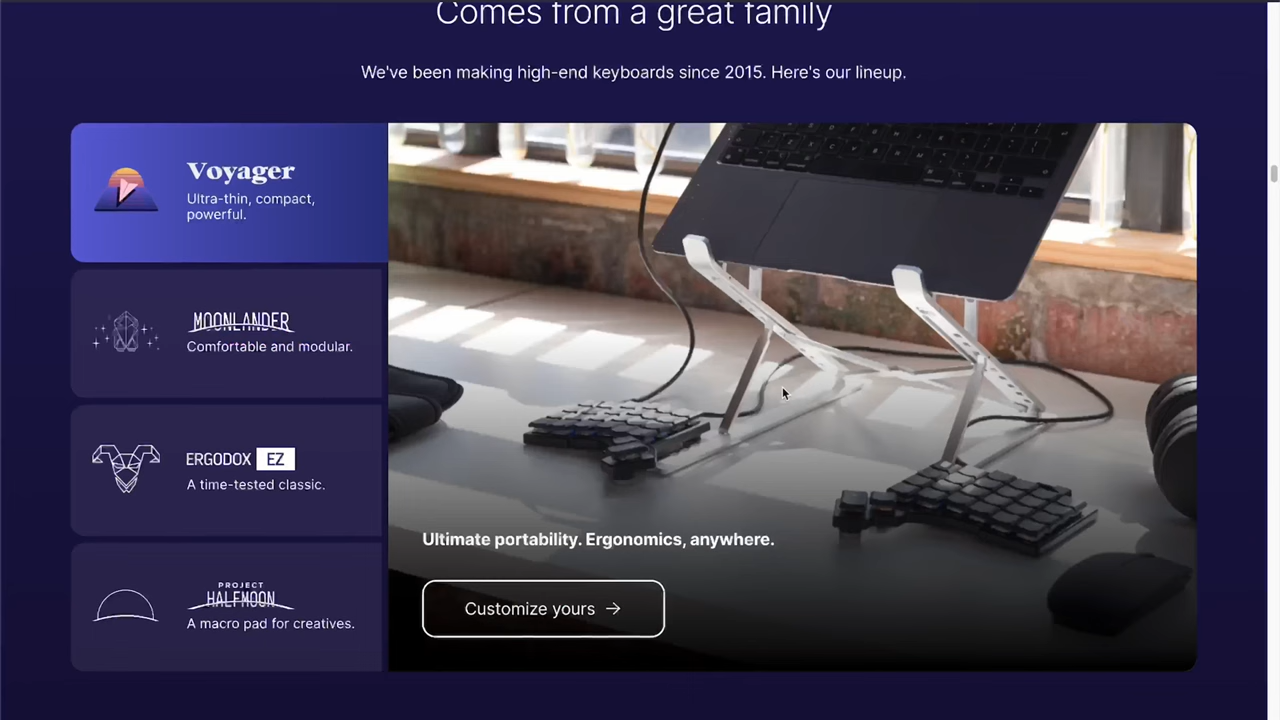 Comes from a great family
We've been making high-end keyboards since 2015. Here's our lineup.
Voyager
Ultra-thin, compact,
powerful.
MOONLANDER
Comfortable and modular.
ERGODOX EZ
A time-tested classic.
PROJECT
HALFMOON
A macro pad for creatives.
Ultimate portability. Ergonomics, anywhere.
Customize yours →